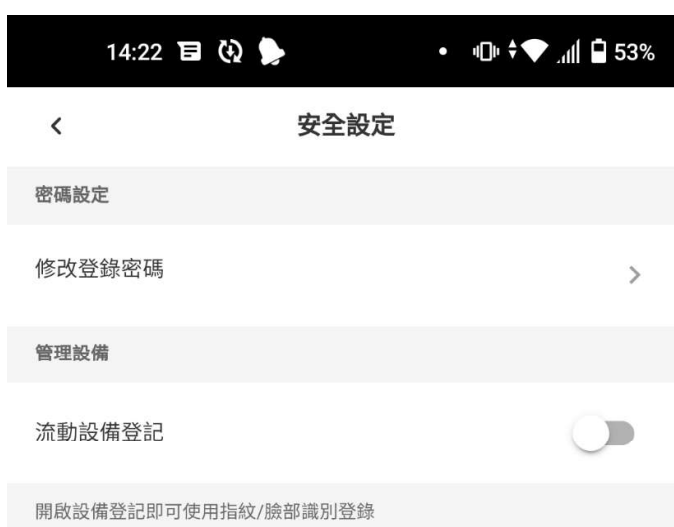 14:22 53%
安全設定
密碼設定
修改登錄密碼
管理設備
流動設備登記
開啟設備登記即可使用指紋/臉部識別登錄